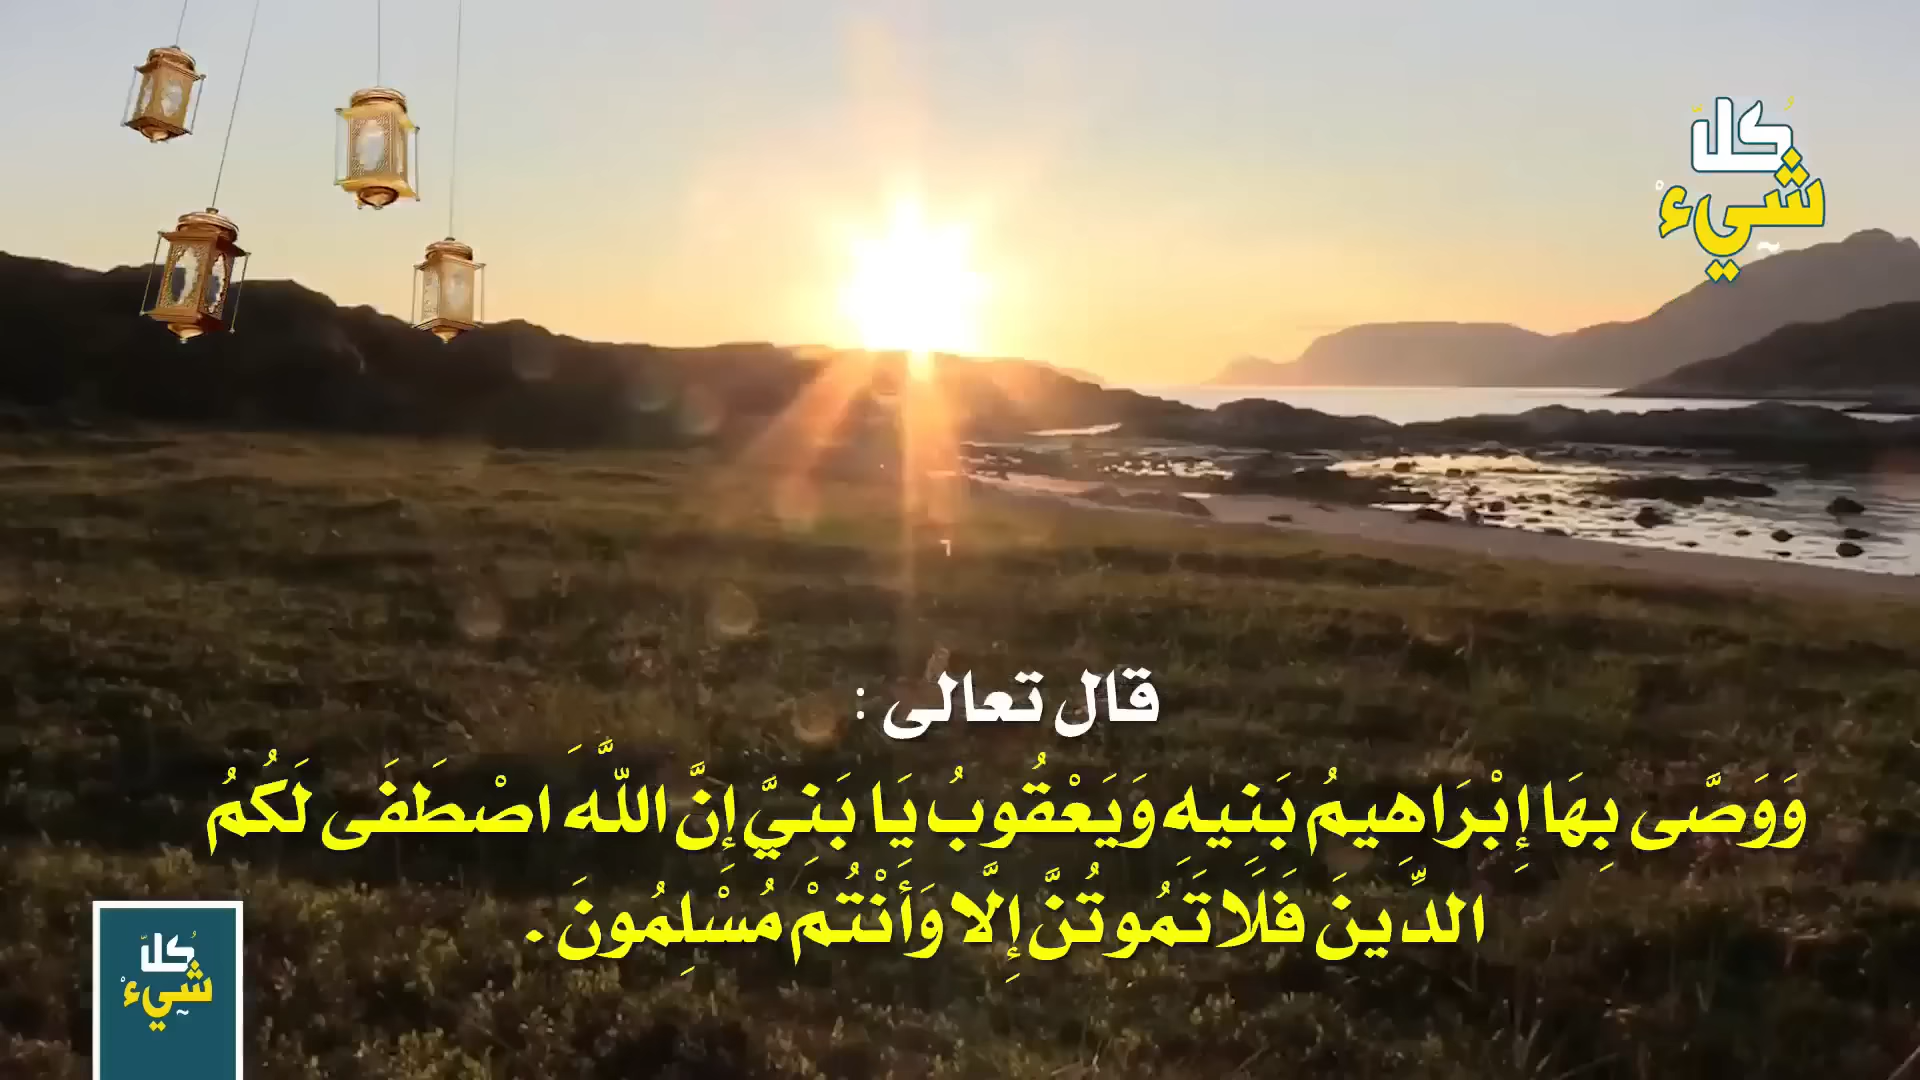 كلّ
شيء
قال تعالى :
وَوَصَّى بِهَا إِبْرَاهِيمُ بَنِيهِ وَيَعْقُوبُ يَا بَنِيَّ إِنَّ اللَّهَ اصْطَفَى لَكُمُ
الدِّينَ فَلَا تَمُوتُنَّ إِلَّا وَأَنْتُمْ مُسْلِمُونَ .
كلّ
شيء